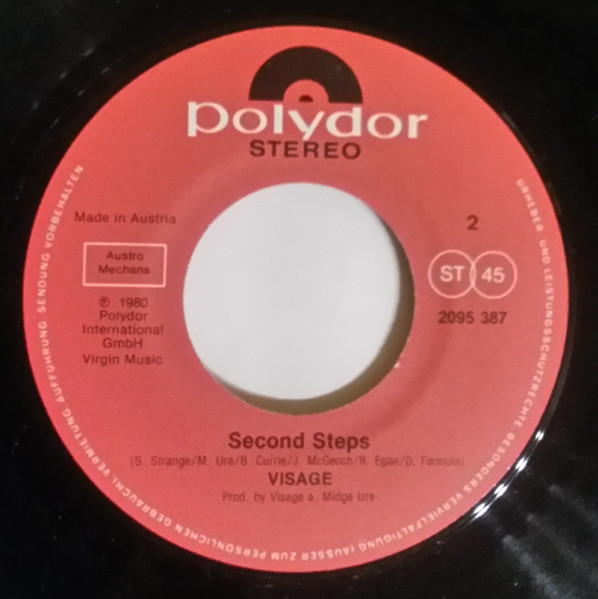 polydor
STEREO
Made in Austria
2
Austro
Mechana
ST 45
℗ 1980
Polydor
International
GmbH
Virgin Music
2095 387
Second Steps
(S. Strange/M. Ure/B. Currie/J. McGeoch/R. Egan/D. Formula)
VISAGE
Prod. by Visage a. Midge Ure
URHEBER- UND LEISTUNGSSCHUTZRECHTE BESONDERS VERVIELFÄLTIGUNG (AUSSER ZUM PERSÖNLICHEN GEBRAUCH), VERMIETUNG AUFFÜHRUNG, SENDUNG VORBEHALTEN